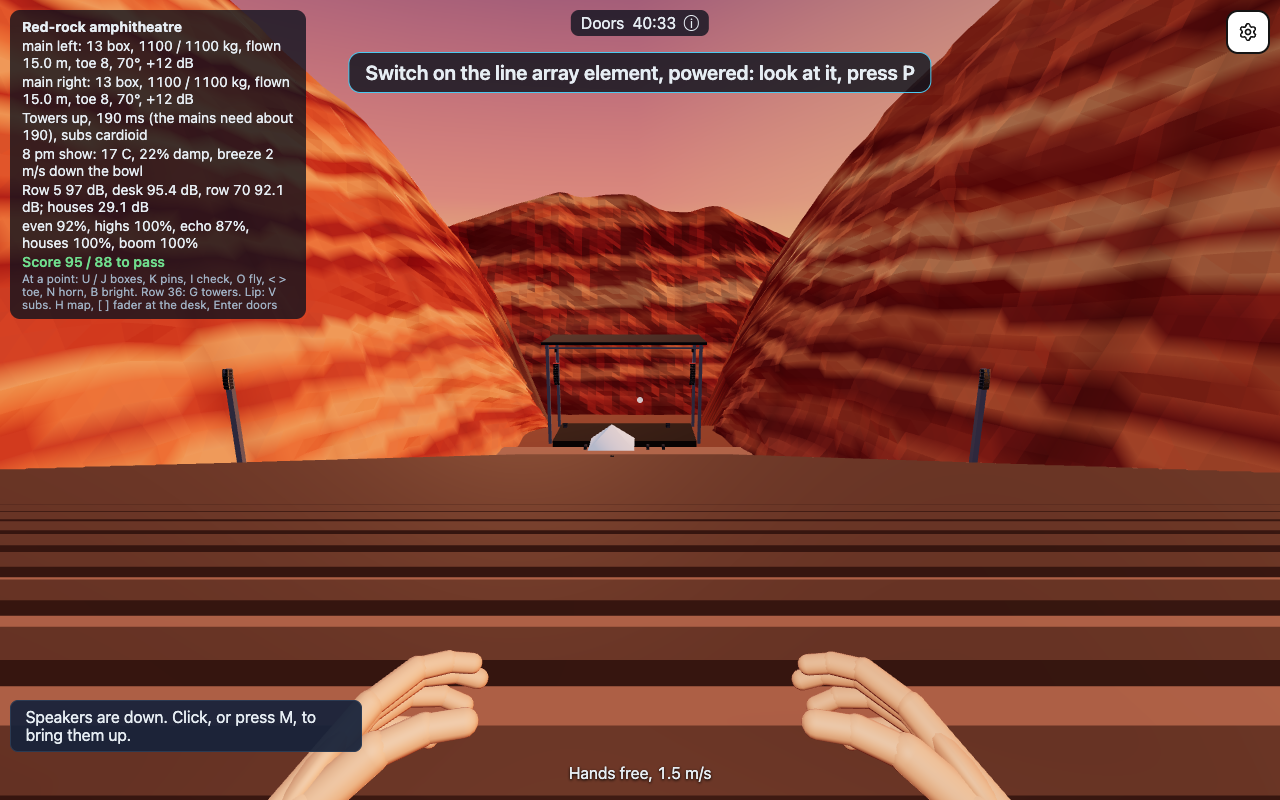 Red-rock amphitheatre
main left: 13 box, 1100 / 1100 kg, flown
15.0 m, toe 8, 70°, +12 dB
main right: 13 box, 1100 / 1100 kg, flown
15.0 m, toe 8, 70°, +12 dB
Towers up, 190 ms (the mains need about
190), subs cardioid
8 pm show: 17 C, 22% damp, breeze 2
m/s down the bowl
Row 5 97 dB, desk 95.4 dB, row 70 92.1
dB; houses 29.1 dB
even 92%, highs 100%, echo 87%,
houses 100%, boom 100%
Score 95 / 88 to pass
At a point: U / J boxes, K pins, I check, O fly, < >
toe, N horn, B bright. Row 36: G towers. Lip: V
subs. H map, [ ] fader at the desk, Enter doors
Doors 40:33 ⓘ
Switch on the line array element, powered: look at it, press P
Speakers are down. Click, or press M, to
bring them up.
Hands free, 1.5 m/s